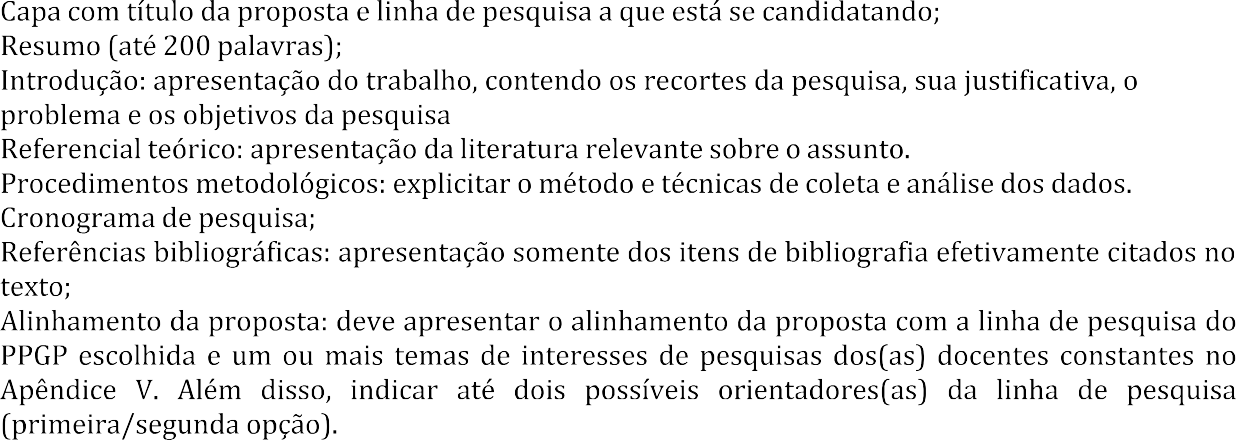 Capa com título da proposta e linha de pesquisa a que está se candidatando;
Resumo (até 200 palavras);
Introdução: apresentação do trabalho, contendo os recortes da pesquisa, sua justificativa, o
problema e os objetivos da pesquisa
Referencial teórico: apresentação da literatura relevante sobre o assunto.
Procedimentos metodológicos: explicitar o método e técnicas de coleta e análise dos dados.
Cronograma de pesquisa;
Referências bibliográficas: apresentação somente dos itens de bibliografia efetivamente citados no
texto;
Alinhamento da proposta: deve apresentar o alinhamento da proposta com a linha de pesquisa do
PPGP escolhida e um ou mais temas de interesses de pesquisas dos(as) docentes constantes no
Apêndice V. Além disso, indicar até dois possíveis orientadores(as) da linha de pesquisa
(primeira/segunda opção).